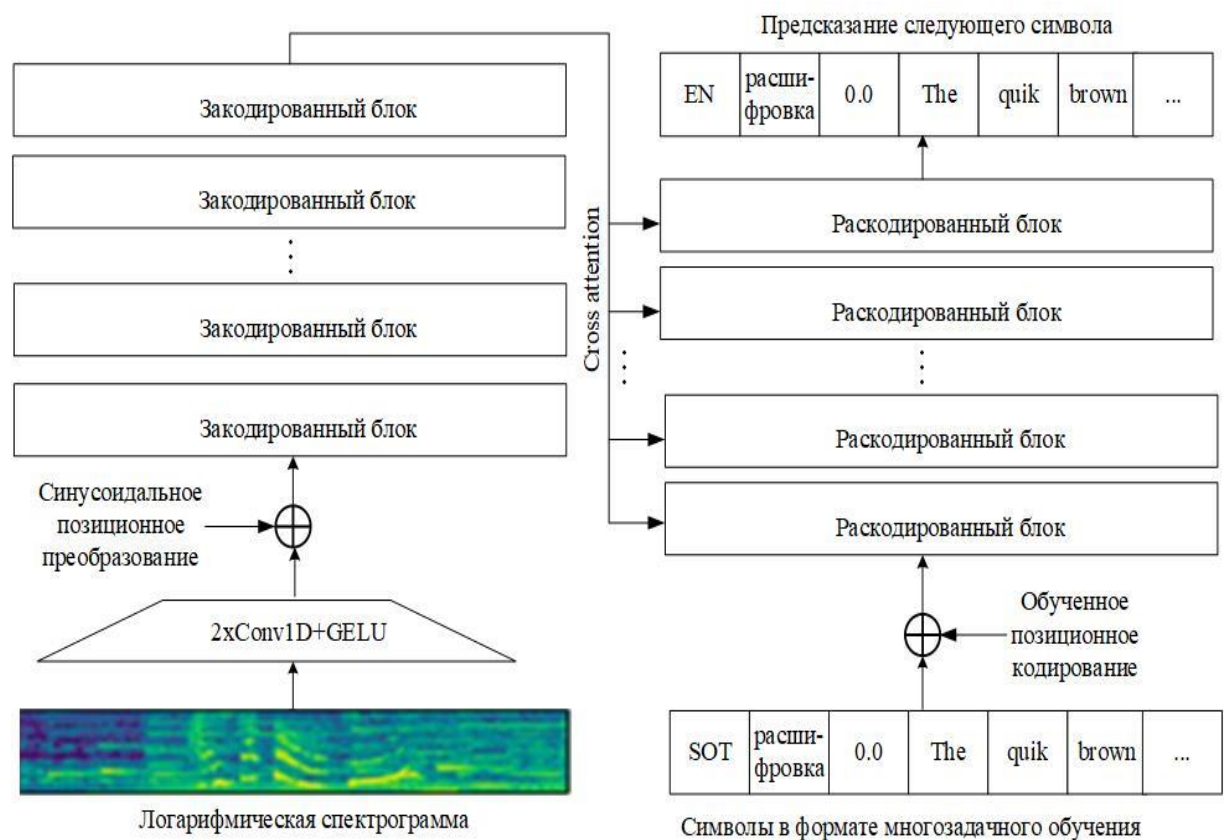 Закодированный блок
Закодированный блок
Закодированный блок
Закодированный блок
Синусоидальное
позиционное
преобразование
2xConv1D+GELU
Логарифмическая спектрограмма
Cross attention
Предсказание следующего символа
EN расши- 0.0 The quik brown ...
фровка
Раскодированный блок
Раскодированный блок
Раскодированный блок
Раскодированный блок
Обученное
позиционное
кодирование
SOT расши- 0.0 The quik brown ...
фровка
Символы в формате многозадачного обучения